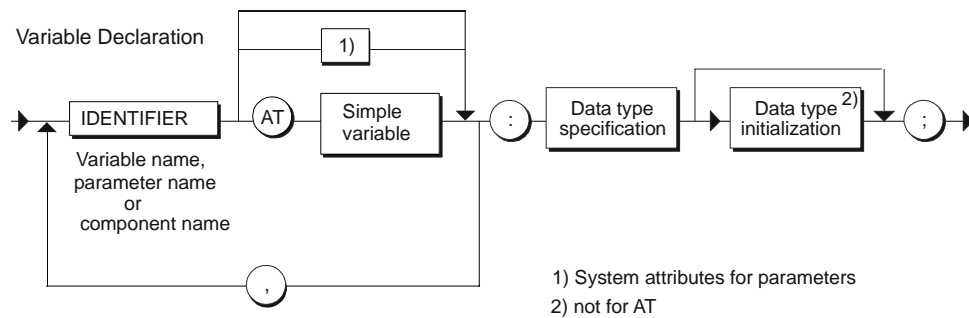 Variable Declaration
1)
IDENTIFIER
AT
Simple
variable
:
Data type
specification
Data type 2)
initialization
;
Variable name,
parameter name
or
component name
,
1) System attributes for parameters
2) not for AT